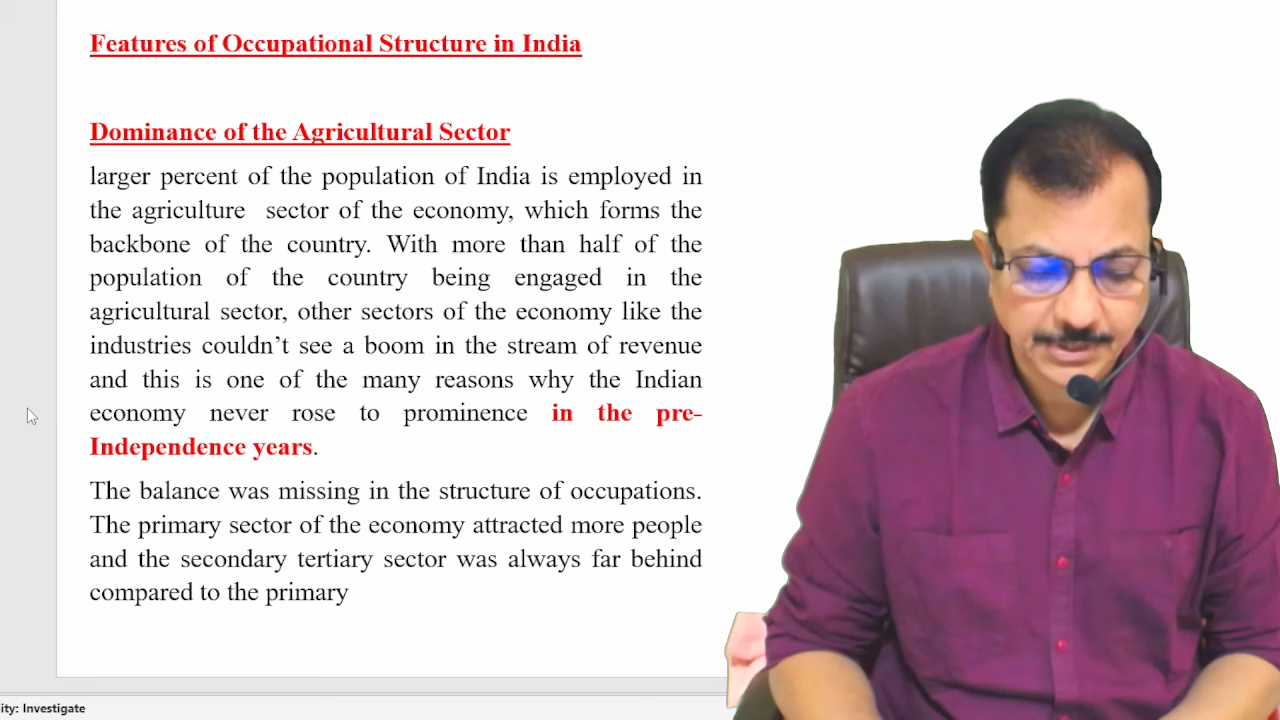 Features of Occupational Structure in India
Dominance of the Agricultural Sector
larger percent of the population of India is employed in
the agriculture sector of the economy, which forms the
backbone of the country. With more than half of the
population of the country being engaged in the
agricultural sector, other sectors of the economy like the
industries couldn't see a boom in the stream of revenue
and this is one of the many reasons why the Indian
economy never rose to prominence in the pre-
Independence years.
The balance was missing in the structure of occupations.
The primary sector of the economy attracted more people
and the secondary tertiary sector was always far behind
compared to the primary
ity: Investigate